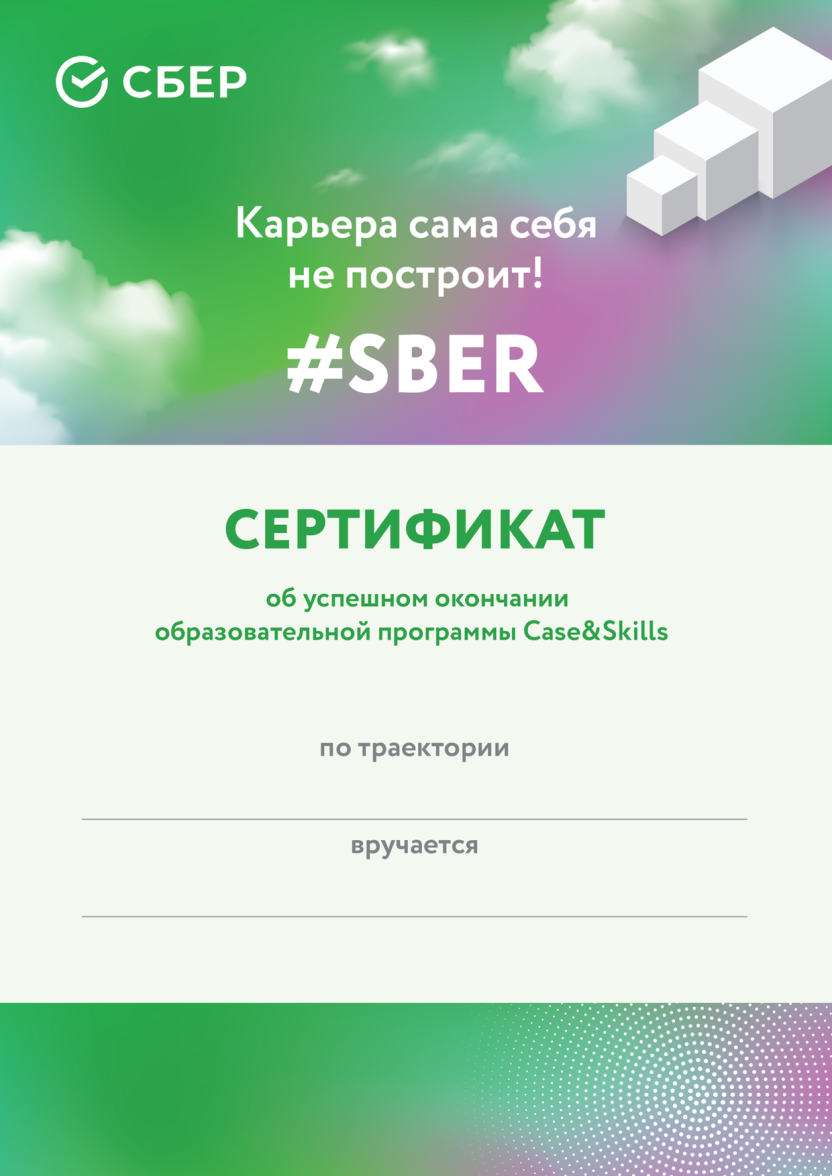 СБЕР
Карьера сама себя
не построит!
#SBER
СЕРТИФИКАТ
об успешном окончании
образовательной программы Case&Skills
по траектории
вручается